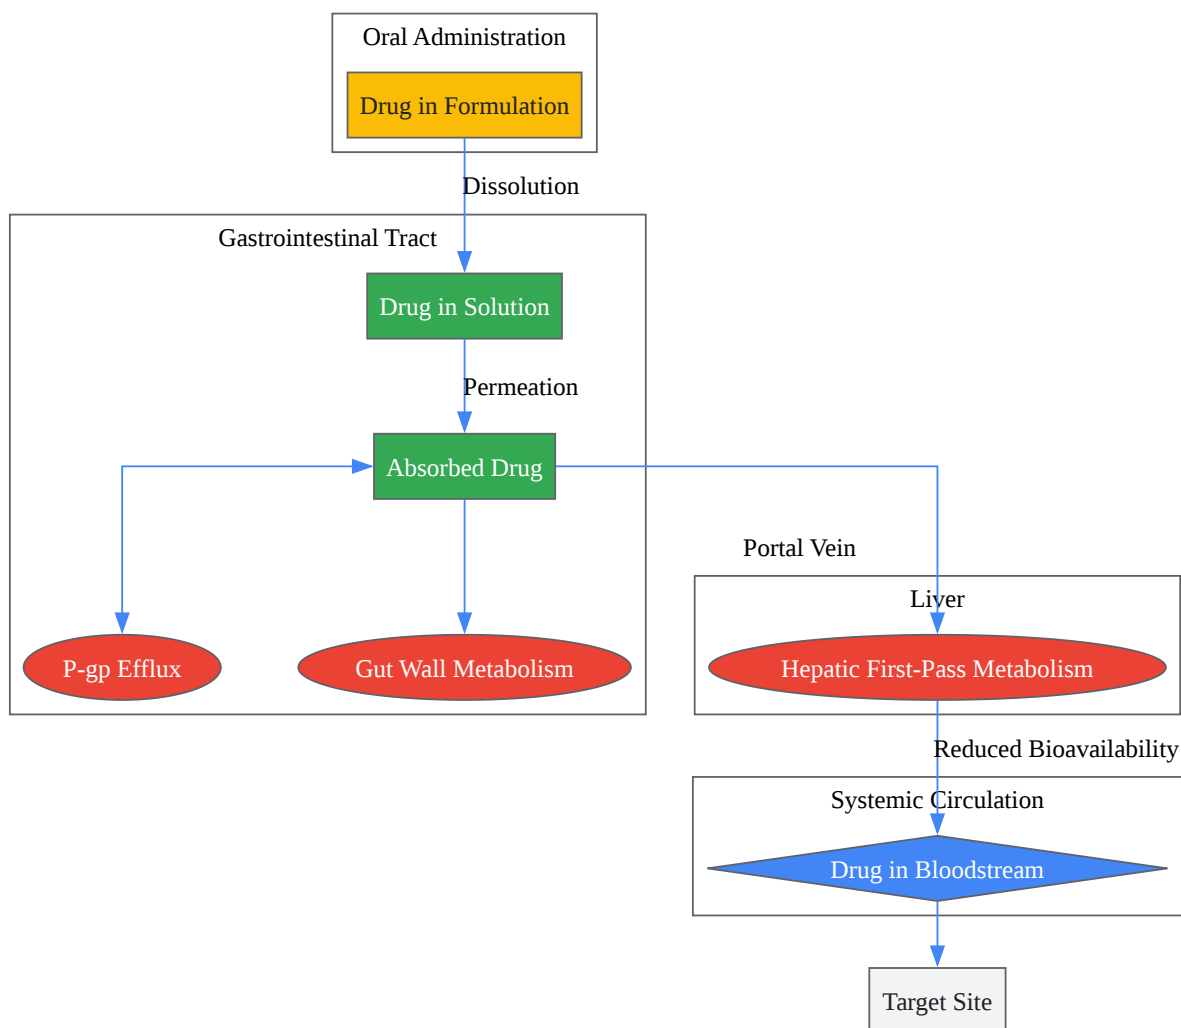 Oral Administration
Drug in Formulation
Dissolution
Gastrointestinal Tract
Drug in Solution
Permeation
Absorbed Drug
Portal Vein
Liver
P-gp Efflux
Gut Wall Metabolism
Hepatic First-Pass Metabolism
Reduced Bioavailability
Systemic Circulation
Drug in Bloodstream
Target Site